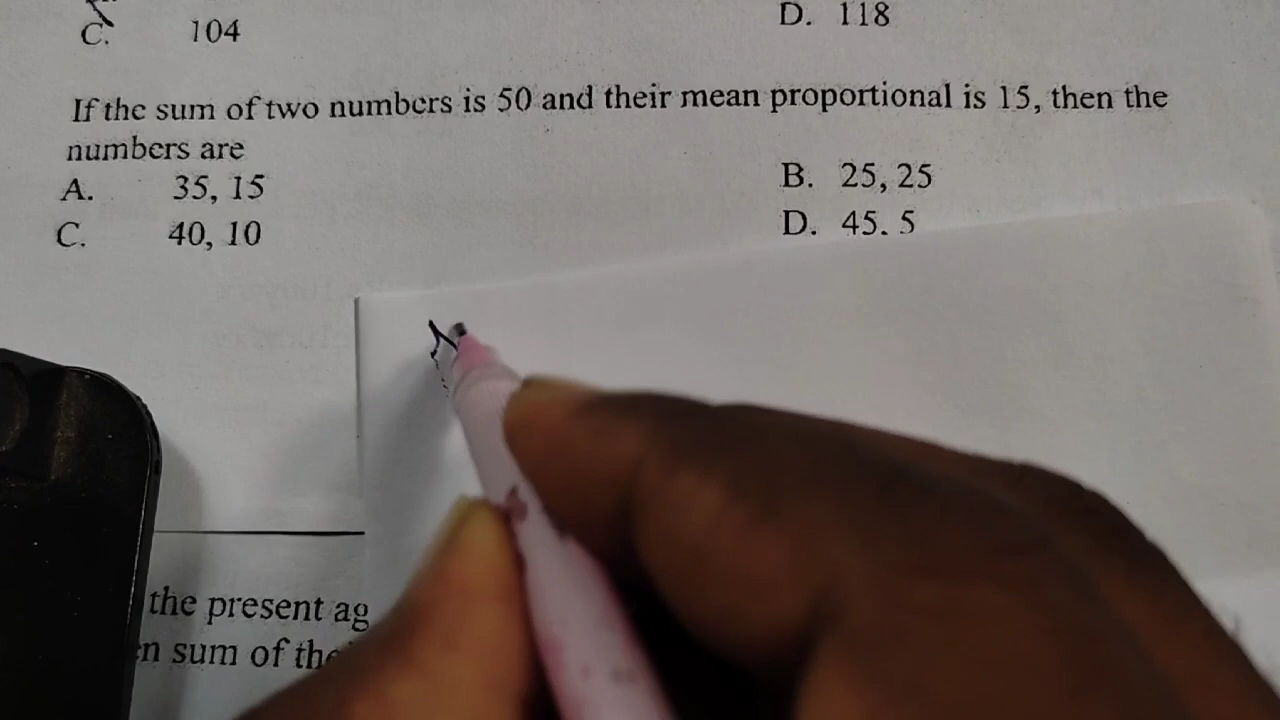 C. 104 D. 118
If the sum of two numbers is 50 and their mean proportional is 15, then the
numbers are
A. 35, 15 B. 25, 25
C. 40, 10 D. 45. 5
the present ag
n sum of the